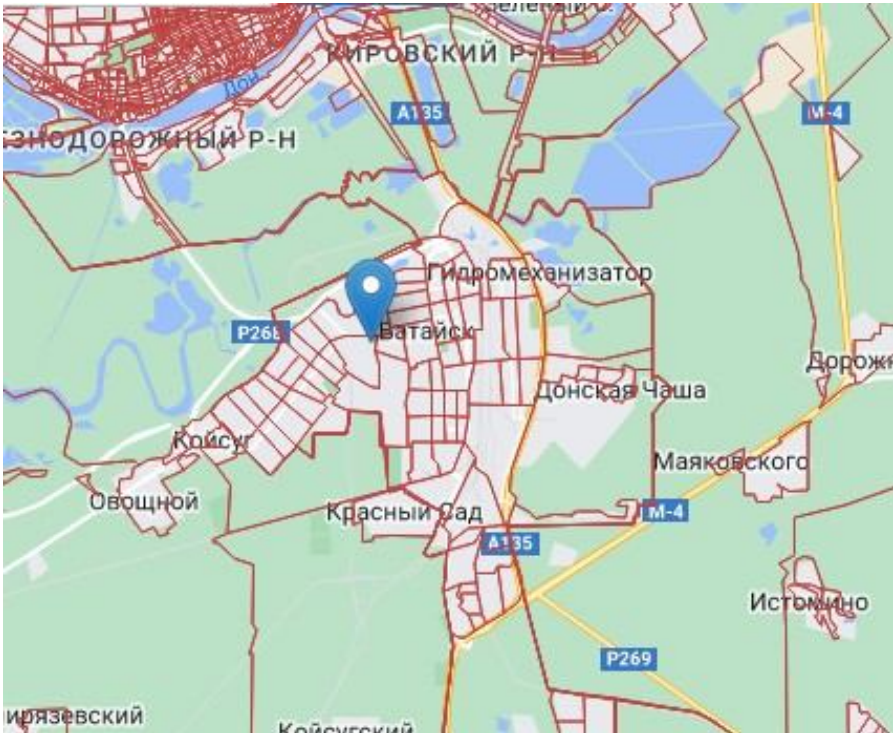 КИРОВСКИЙ Р-Н
Дон
А135
М-4
ЕЗНОДОРОЖНЫЙ Р-Н
Гидромеханизатор
Р268
Батайск
Дорожн
Донская Чаша
Койсуг
Маяковского
Овощной
Красный Сад
М-4
А135
Истомино
Р269
ирязевский
Койсугский